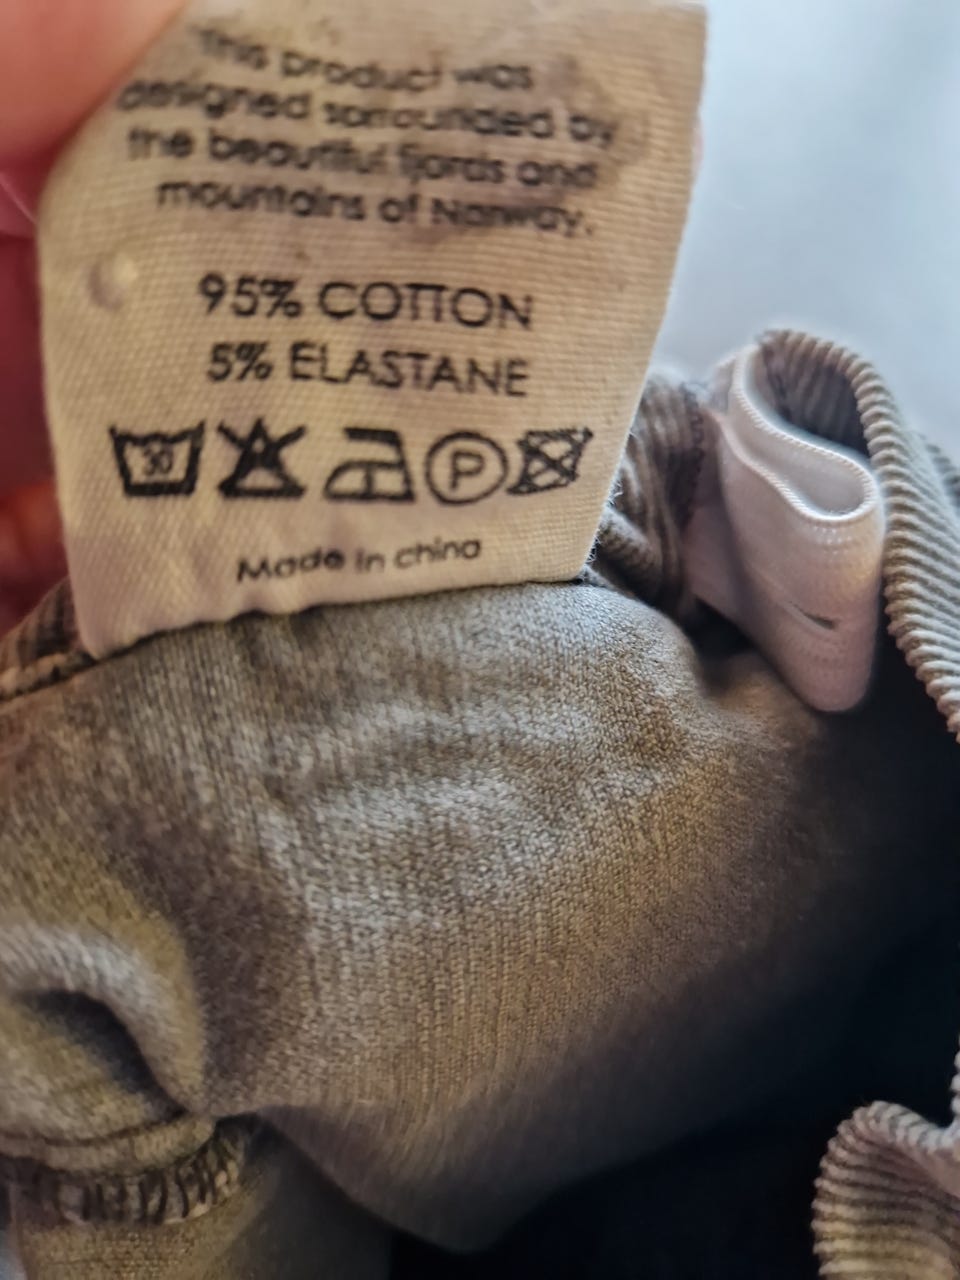 This product was
designed sorrounded by
the beautiful fjords and
mountains of Norway.
95% COTTON
5% ELASTANE
30 P
Made in china